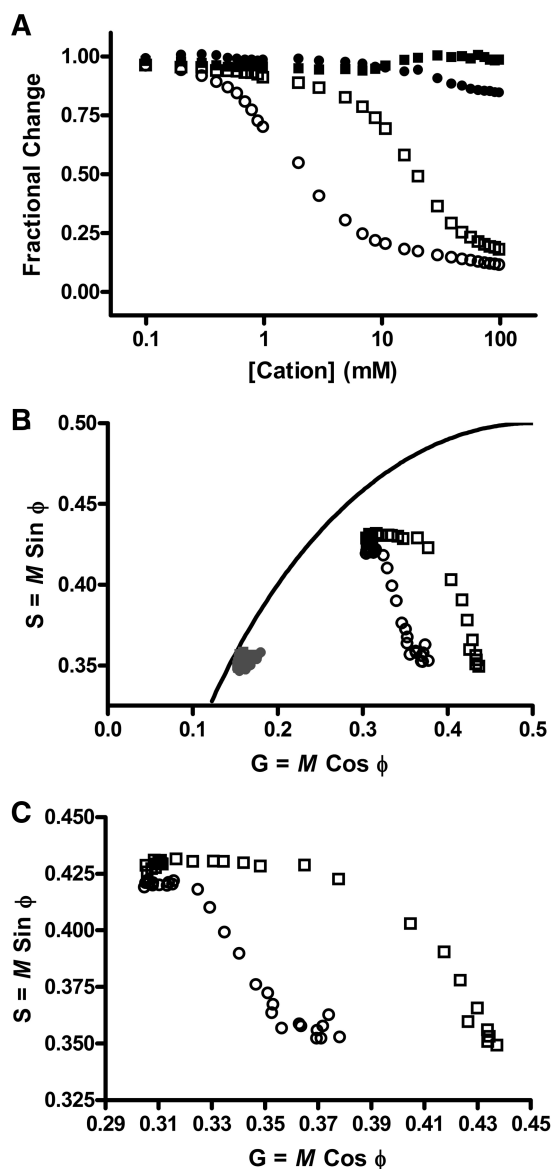 A
Fractional Change
1.00
0.75
0.50
0.25
0.00
0.1 1 10 100
[Cation] (mM)
B
S = M Sin ϕ
0.50
0.45
0.40
0.35
0.0 0.1 0.2 0.3 0.4 0.5
G = M Cos ϕ
C
S = M Sin ϕ
0.450
0.425
0.400
0.375
0.350
0.325
0.29 0.31 0.33 0.35 0.37 0.39 0.41 0.43 0.45
G = M Cos ϕ